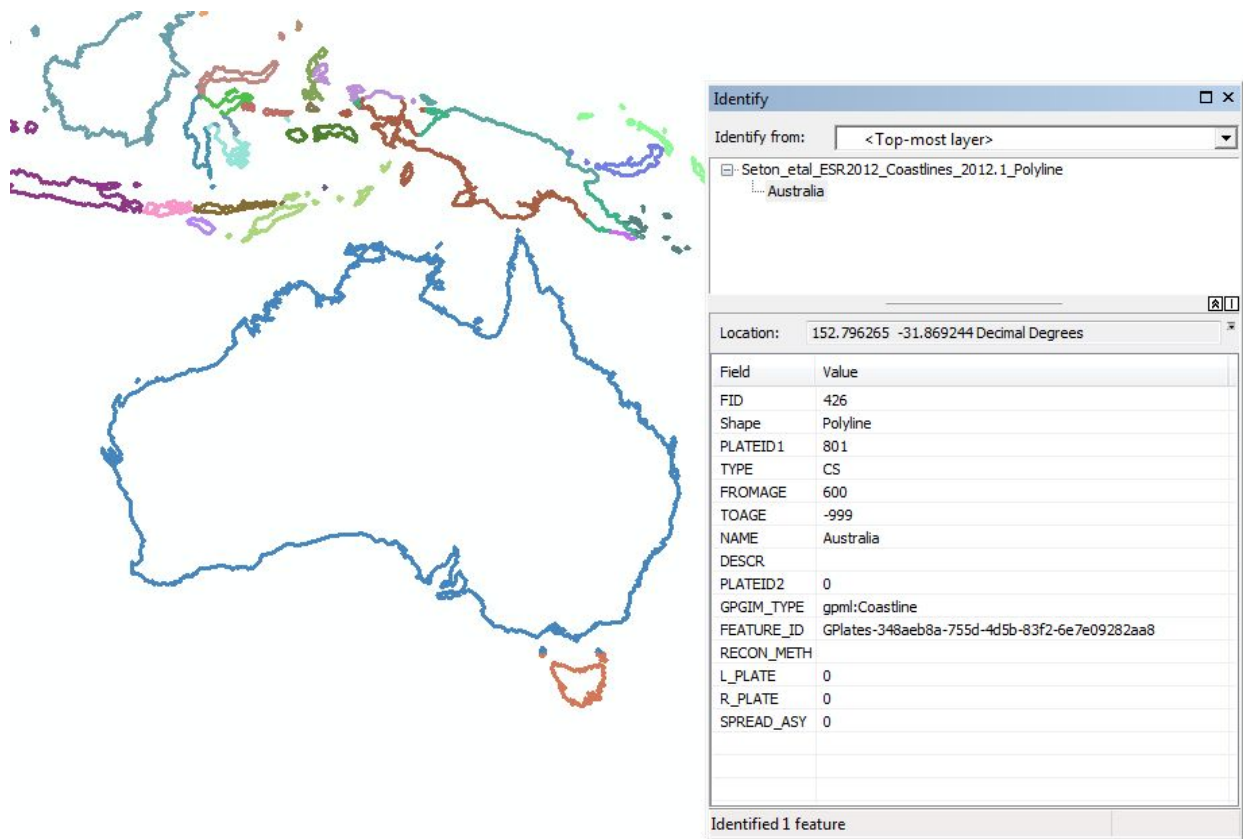 Identify
Identify from: <Top-most layer>
Seton_etal_ESR2012_Coastlines_2012.1_Polyline
Australia
Location: 152.796265 -31.869244 Decimal Degrees
Field Value
FID 426
Shape Polyline
PLATEID1 801
TYPE CS
FROMAGE 600
TOAGE -999
NAME Australia
DESCR
PLATEID2 0
GPGIM_TYPE gpml:Coastline
FEATURE_ID GPlates-348aeb8a-755d-4d5b-83f2-6e7e09282aa8
RECON_METH
L_PLATE 0
R_PLATE 0
SPREAD_ASY 0
Identified 1 feature